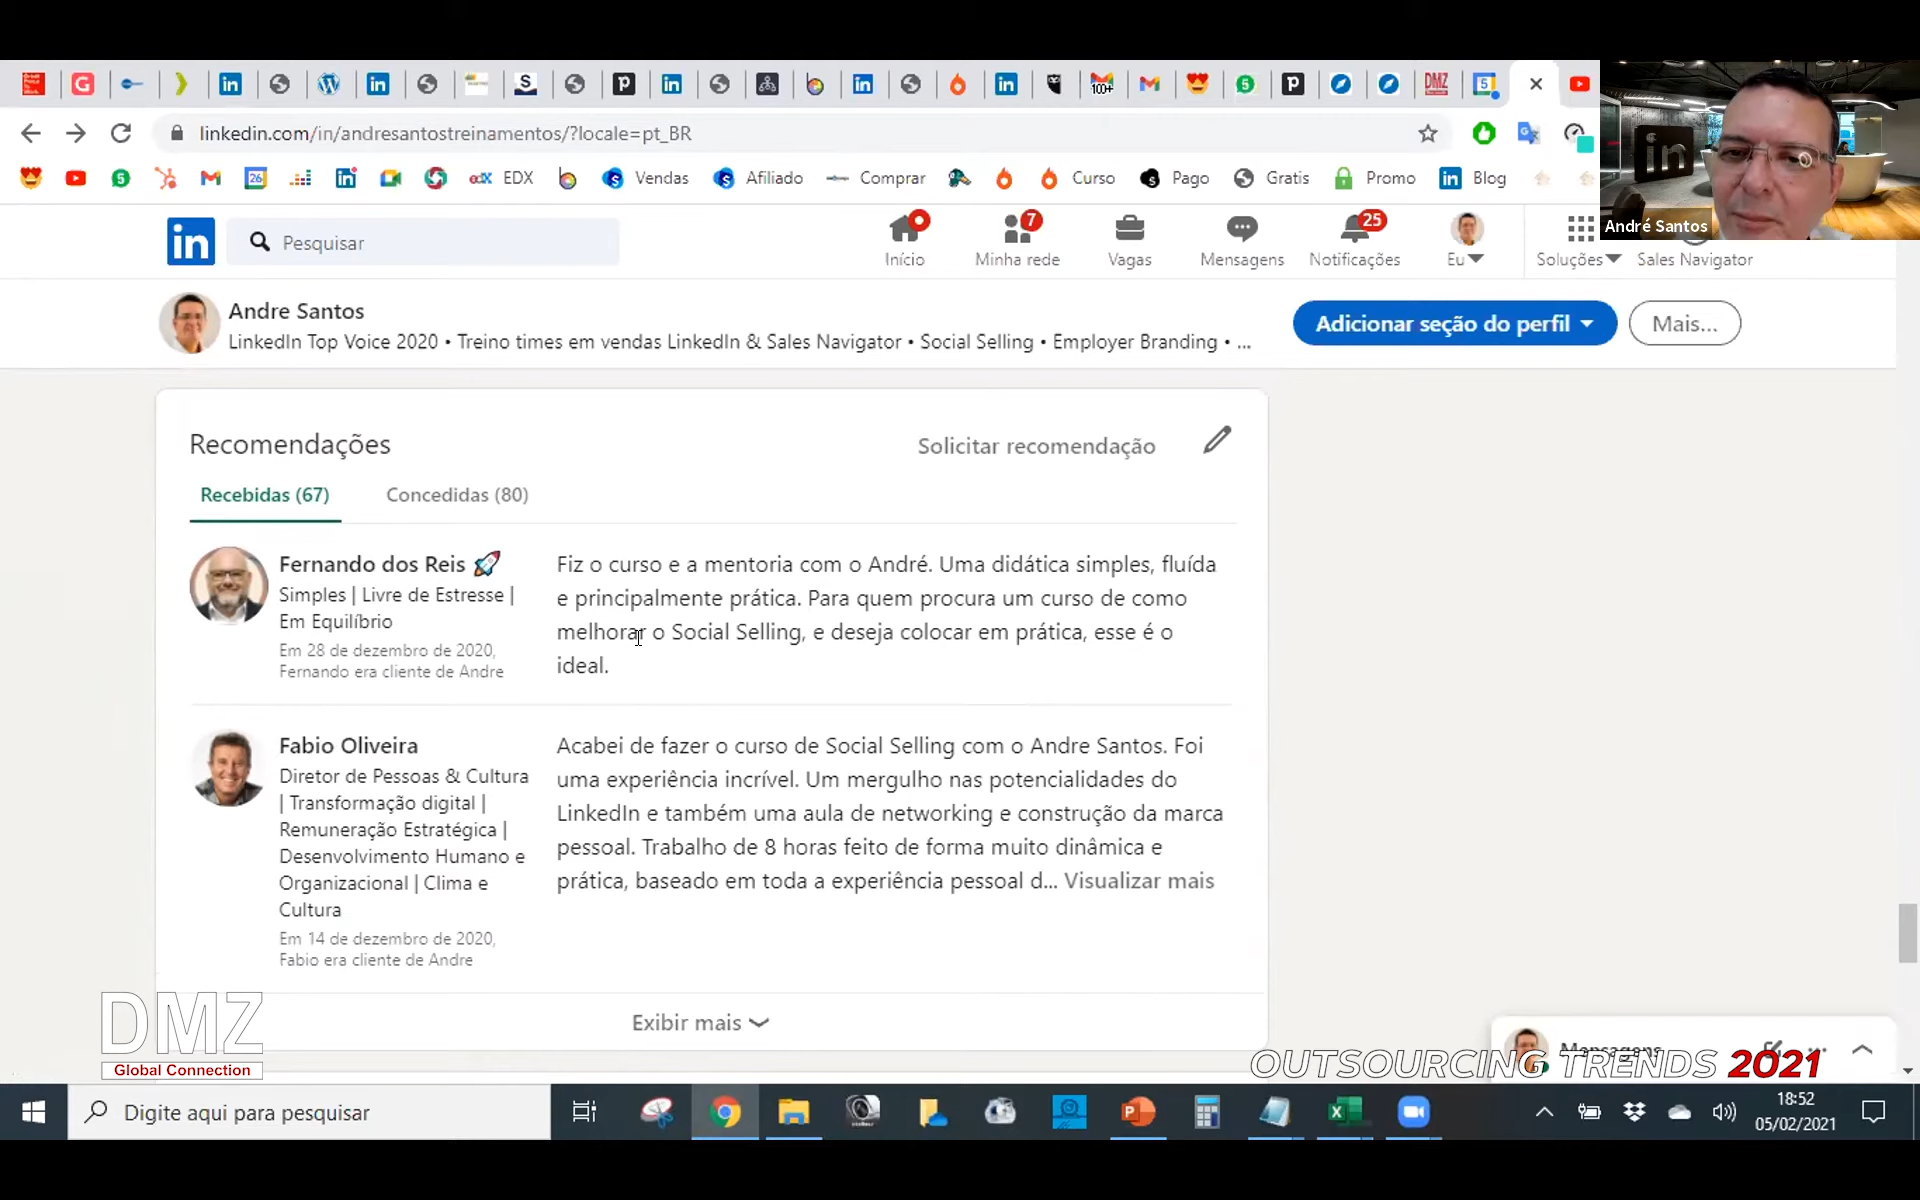 linkedin.com/in/andresantostreinamentos/?locale=pt_BR
EDX
Vendas
Afiliado
Comprar
Curso
Pago
Gratis
Promo
Blog
André Santos
Pesquisar
Início
7
Minha rede
Vagas
Mensagens
25
Notificações
Eu
Soluções
Sales Navigator
Andre Santos
LinkedIn Top Voice 2020 • Treino times em vendas LinkedIn & Sales Navigator • Social Selling • Employer Branding • ...
Adicionar seção do perfil
Mais...
Recomendações
Solicitar recomendação
Recebidas (67)
Concedidas (80)
Fernando dos Reis 🚀
Simples | Livre de Estresse |
Em Equilíbrio
Em 28 de dezembro de 2020,
Fernando era cliente de Andre
Fiz o curso e a mentoria com o André. Uma didática simples, fluída
e principalmente prática. Para quem procura um curso de como
melhorar o Social Selling, e deseja colocar em prática, esse é o
ideal.
Fabio Oliveira
Diretor de Pessoas & Cultura
| Transformação digital |
Remuneração Estratégica |
Desenvolvimento Humano e
Organizacional | Clima e
Cultura
Em 14 de dezembro de 2020,
Fabio era cliente de Andre
Acabei de fazer o curso de Social Selling com o Andre Santos. Foi
uma experiência incrível. Um mergulho nas potencialidades do
LinkedIn e também uma aula de networking e construção da marca
pessoal. Trabalho de 8 horas feito de forma muito dinâmica e
prática, baseado em toda a experiência pessoal d... Visualizar mais
Exibir mais
DMZ
Global Connection
Mensagens
OUTSOURCING TRENDS 2021
Digite aqui para pesquisar
18:52
05/02/2021